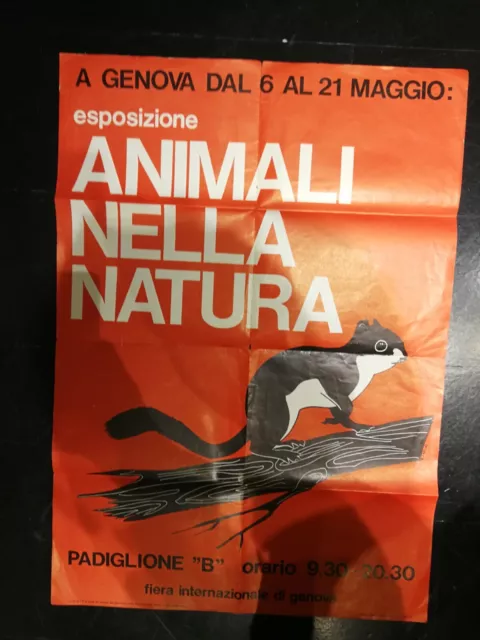 A GENOVA DAL 6 AL 21 MAGGIO:
esposizione
ANIMALI
NELLA
NATURA
PADIGLIONE "B" orario 9.30 20.30
fiera internazionale di genova